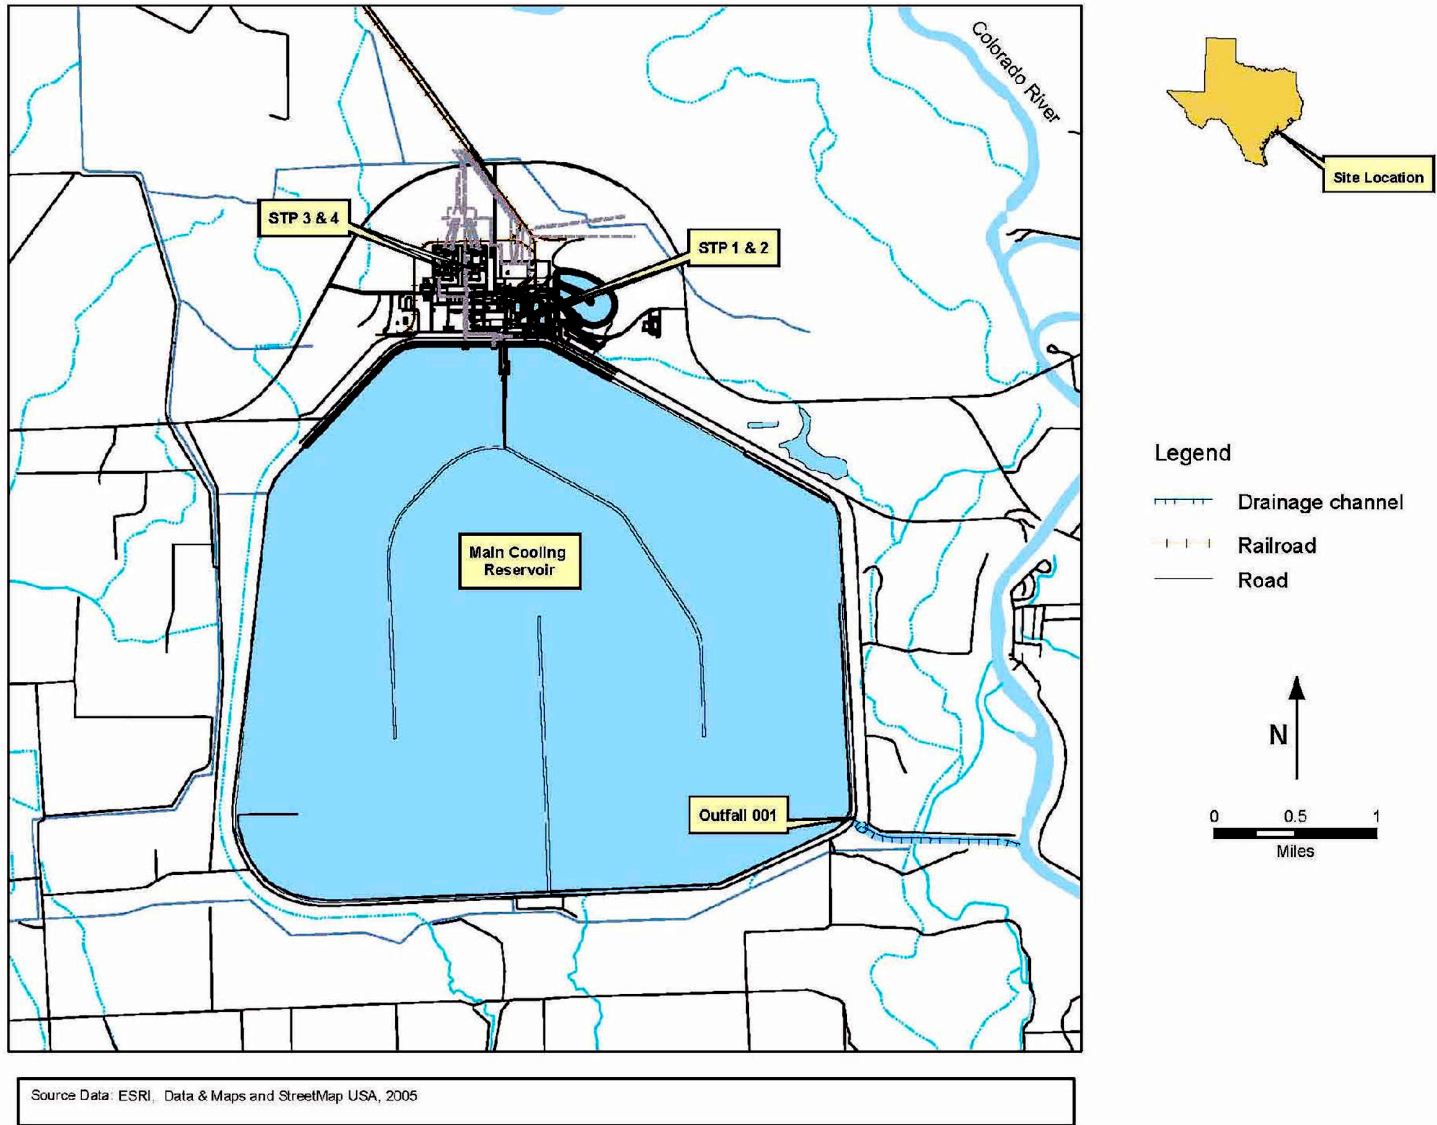 Colorado River
Site Location
STP 3 & 4
STP 1 & 2
Legend
Drainage channel
Railroad
Road
Main Cooling
Reservoir
N
Outfall 001
0 0.5 1
Miles
Source Data: ESRI, Data & Maps and StreetMap USA, 2005